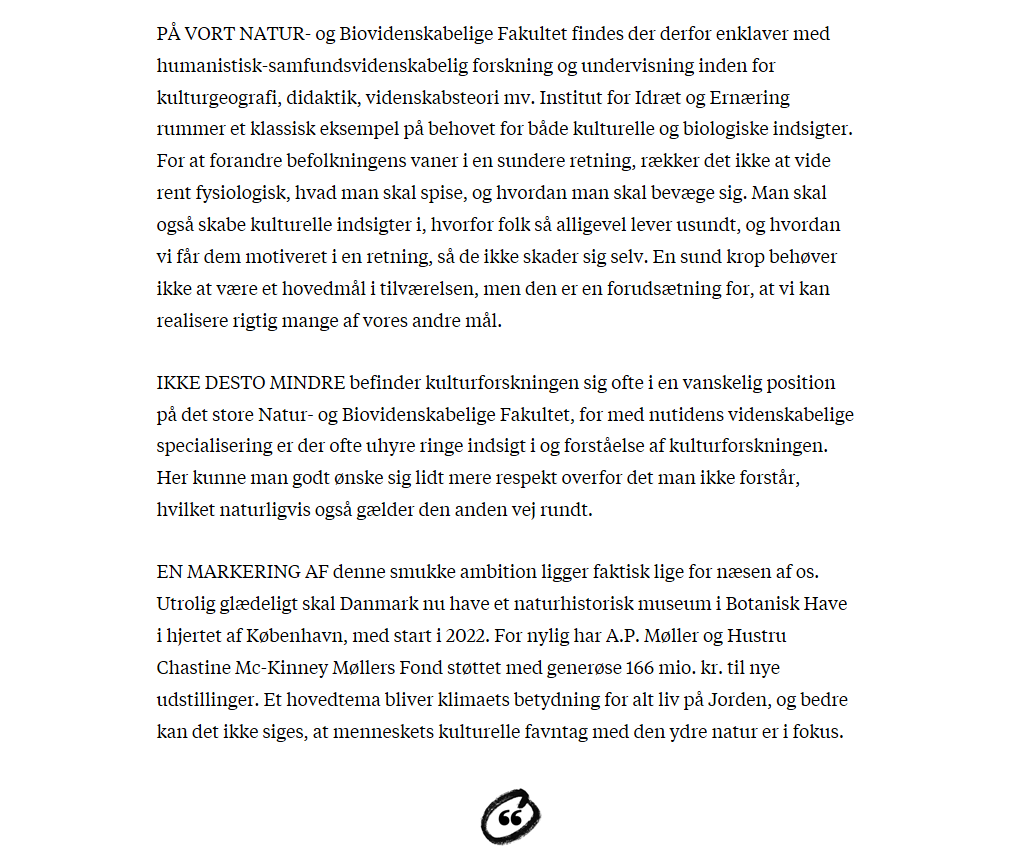 PÅ VORT NATUR- og Biovidenskabelige Fakultet findes der derfor enklaver med
humanistisk-samfundsvidenskabelig forskning og undervisning inden for
kulturgeografi, didaktik, videnskabsteori mv. Institut for Idræt og Ernæring
rummer et klassisk eksempel på behovet for både kulturelle og biologiske indsigter.
For at forandre befolkningens vaner i en sundere retning, rækker det ikke at vide
rent fysiologisk, hvad man skal spise, og hvordan man skal bevæge sig. Man skal
også skabe kulturelle indsigter i, hvorfor folk så alligevel lever usundt, og hvordan
vi får dem motiveret i en retning, så de ikke skader sig selv. En sund krop behøver
ikke at være et hovedmål i tilværelsen, men den er en forudsætning for, at vi kan
realisere rigtig mange af vores andre mål.
IKKE DESTO MINDRE befinder kulturforskningen sig ofte i en vanskelig position
på det store Natur- og Biovidenskabelige Fakultet, for med nutidens videnskabelige
specialisering er der ofte uhyre ringe indsigt i og forståelse af kulturforskningen.
Her kunne man godt ønske sig lidt mere respekt overfor det man ikke forstår,
hvilket naturligvis også gælder den anden vej rundt.
EN MARKERING AF denne smukke ambition ligger faktisk lige for næsen af os.
Utrolig glædeligt skal Danmark nu have et naturhistorisk museum i Botanisk Have
i hjertet af København, med start i 2022. For nylig har A.P. Møller og Hustru
Chastine Mc-Kinney Møllers Fond støttet med generøse 166 mio. kr. til nye
udstillinger. Et hovedtema bliver klimaets betydning for alt liv på Jorden, og bedre
kan det ikke siges, at menneskets kulturelle favntag med den ydre natur er i fokus.